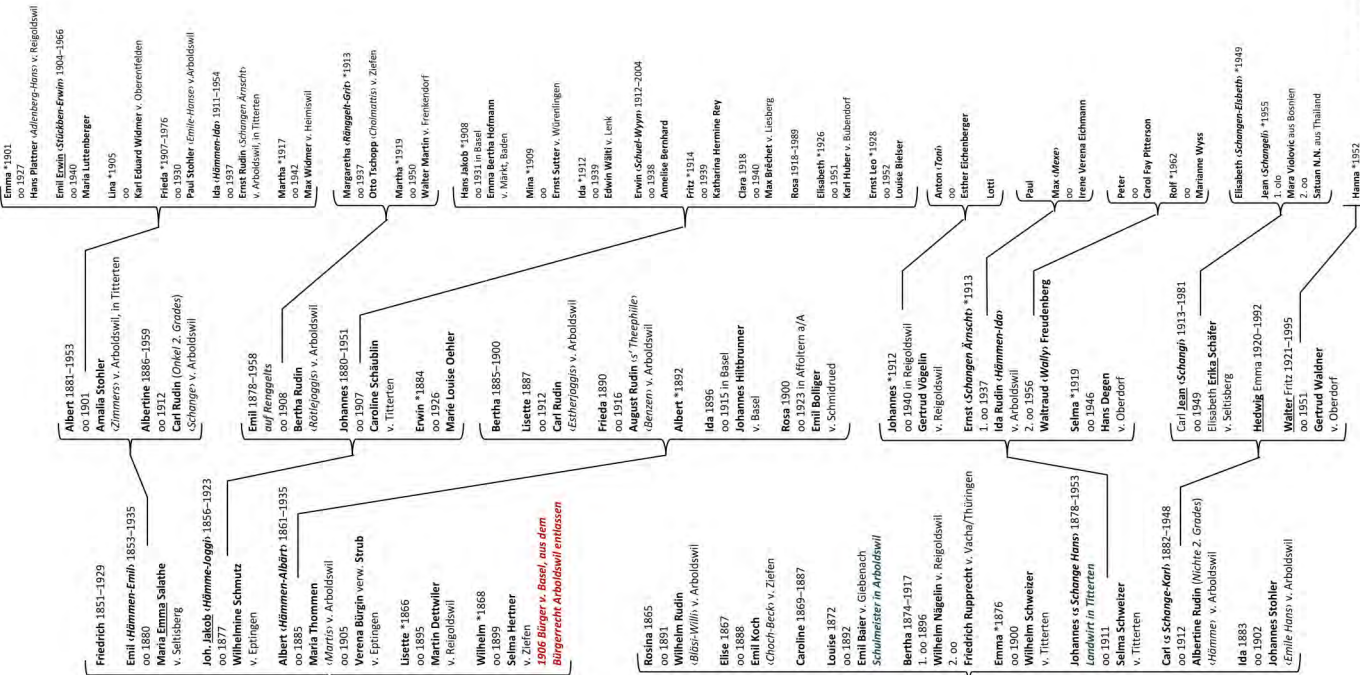 Friedrich 1851–1929
Emil ‹Hämmen-Emil› 1853–1935
oo 1880
Maria Emma Salathe
v. Seltisberg
Joh. Jakob ‹Hämme-Joggi› 1856–1923
oo 1877
Wilhelmine Schmutz
v. Eptingen
Albert ‹Hämmen-Albärt› 1861–1935
oo 1885
Maria Thommen
‹Martis› v. Arboldswil
oo 1905
Verena Bürgin verw. Strub
v. Eptingen
Lisette *1866
oo 1895
Martin Dettwiler
v. Reigoldswil
Wilhelm *1868
oo 1899
Selma Hertner
v. Ziefen
1906 Bürger v. Basel, aus dem
Bürgerrecht Arboldswil entlassen
Rosina 1865
oo 1891
Wilhelm Rudin
‹Bläsi-Willi› v. Arboldswil
Elise 1867
oo 1888
Emil Koch
‹Choch-Beck› v. Ziefen
Caroline 1869–1887
Louise 1872
oo 1892
Emil Baier v. Giebenach
Schulmeister in Arboldswil
Bertha 1874–1917
1. oo 1896
Wilhelm Nägelin v. Reigoldswil
2. oo
Friedrich Rupprecht v. Vacha/Thüringen
Emma *1876
oo 1900
Wilhelm Schweizer
v. Titterten
Johannes ‹s Schange Hans› 1878–1953
Landwirt in Titterten
oo 1911
Selma Schweizer
v. Titterten
Carl ‹s Schange-Karl› 1882–1948
oo 1912
Albertine Rudin (Nichte 2. Grades)
‹Hämme› v. Arboldswil
Ida 1883
oo 1902
Johannes Stohler
‹Emile Hans› v. Arboldswil
Albert 1881–1953
oo 1901
Amalia Stohler
‹Zimmers› v. Arboldswil, in Titterten
Albertine 1886–1959
oo 1912
Carl Rudin (Onkel 2. Grades)
‹Schange› v. Arboldswil
Emil 1878–1958
auf Renggelts
oo 1908
Bertha Rudin
‹Rötlejoggis› v. Arboldswil
Johannes 1880–1951
oo 1907
Caroline Schäublin
v. Titterten
Erwin *1884
oo 1926
Marie Louise Oehler
Bertha 1885–1900
Lisette 1887
oo 1912
Carl Rudin
‹Estherjoggis› v. Arboldswil
Frieda 1890
oo 1916
August Rudin ‹s' Theephille›
‹Benzen› v. Arboldswil
Albert *1892
Ida 1896
oo 1915 in Basel
Johannes Hiltbrunner
v. Basel
Rosa 1900
oo 1923 in Affoltern a/A
Emil Bolliger
v. Schmidrued
Johannes *1912
oo 1940 in Reigoldswil
Gertrud Vögelin
v. Reigoldswil
Ernst ‹Schangen Ärnscht› *1913
1. oo 1937
Ida Rudin ‹Hämmen-Ida›
v. Arboldswil
2. oo 1956
Waltraud ‹Wally› Freudenberg
Selma *1919
oo 1946
Hans Degen
v. Oberdorf
Carl Jean ‹Schangi› 1913–1981
oo 1949
Elisabeth Erika Schäfer
v. Seltisberg
Hedwig Emma 1920–1992
Walter Fritz 1921–1995
oo 1951
Gertrud Waldner
v. Oberdorf
Emma *1901
oo 1927
Hans Plattner ‹Adlenberg-Hans› v. Reigoldswil
Emil Erwin ‹Stückben-Erwin› 1904–1966
oo 1940
Maria Luttenberger
Lina *1905
oo
Karl Eduard Widmer v. Oberentfelden
Frieda *1907–1976
oo 1930
Paul Stohler ‹Emile-Hanse› v.Arboldswil
Ida ‹Hämmen-Ida› 1911–1954
oo 1937
Ernst Rudin ‹Schangen Ärnscht›
v. Arboldswil, in Titterten
Martha *1917
oo 1942
Max Widmer v. Heimiswil
Margaretha ‹Ränggelt-Grit› *1913
oo 1937
Otto Tschopp ‹Cholmattis› v. Ziefen
Martha *1919
oo 1950
Walter Martin v. Frenkendorf
Hans Jakob *1908
oo 1931 in Basel
Emma Bertha Hofmann
v. Märkt, Baden
Mina *1909
oo
Ernst Sutter v. Würenlingen
Ida *1912
oo 1939
Edwin Wälti v. Lenk
Erwin ‹Schuel-Wyym› 1912–2004
oo 1938
Annelise Bernhard
Fritz *1914
oo 1939
Katharina Hermine Rey
Clara 1918
oo 1940
Max Bréchet v. Liesberg
Rosa 1918-1989
Elisabeth *1926
oo 1951
Karl Huber v. Bubendorf
Ernst Leo *1928
oo 1952
Louise Bielser
Anton ‹Toni›
oo
Esther Eichenberger
Lotti
Paul
Max ‹Mexe›
oo
Irene Verena Eichmann
Peter
oo
Carol Fay Pitterson
Rolf *1962
oo
Marianne Wyss
Elisabeth ‹Schangen-Elsbeth› *1949
Jean ‹Schangeli› *1955
1. olo
Mara Vodovic aus Bosnien
2. oo
Satuan N.N. aus Thailand
Hanna *1952